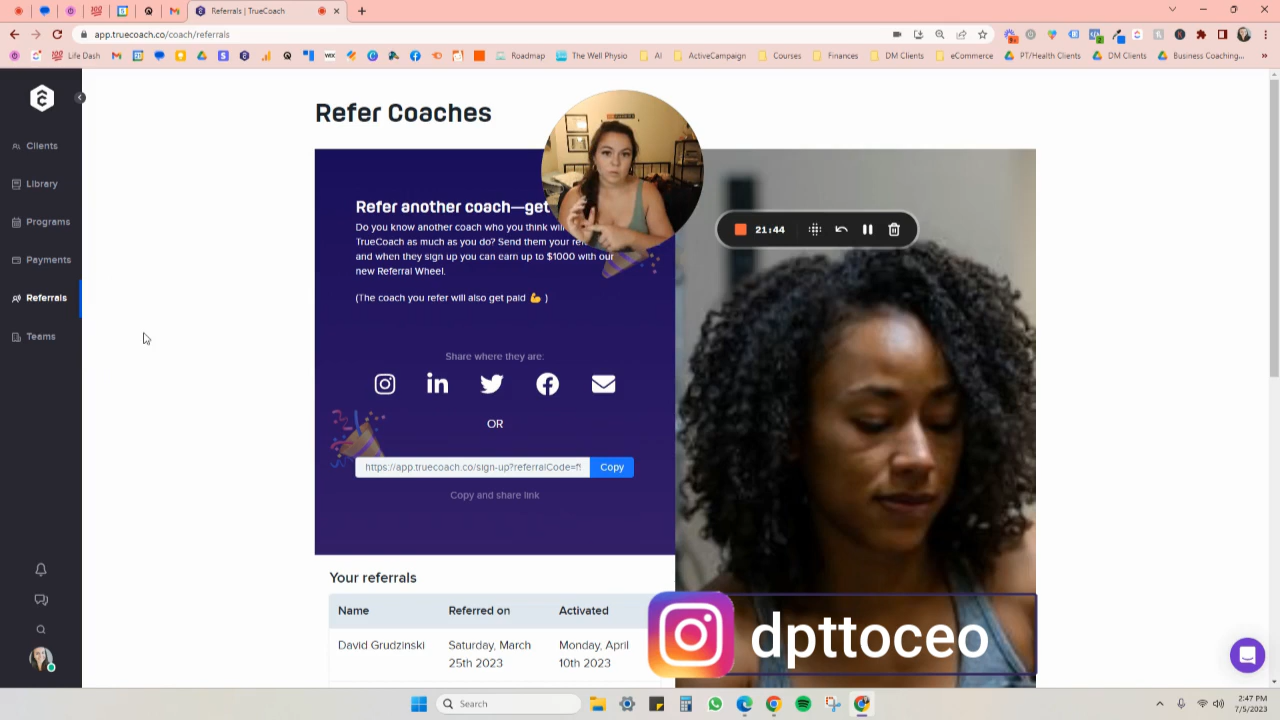 Referrals | TrueCoach
app.truecoach.co/coach/referrals
DM Links
Roadmap
The Well Physio
AI
ActiveCampaign
Courses
Finances
DM Clients
eCommerce
PT/Health Clients
DM Clients
Business Coaching...
Refer Coaches
Clients
Library
Programs
Payments
Referrals
Teams
Refer another coach—get
Do you know another coach who you think will
TrueCoach as much as you do? Send them your
and when they sign up you can earn up to $1000 with our
new Referral Wheel.
(The coach you refer will also get paid 💪 )
21:44
Share where they are:
OR
https://app.truecoach.co/sign-up?referralCode=
Copy
Copy and share link
Your referrals
Name Referred on Activated
David Grudzinski Saturday, March Monday, April
25th 2023 10th 2023
dpttoceo
Search
3:47 PM
7/5/2023